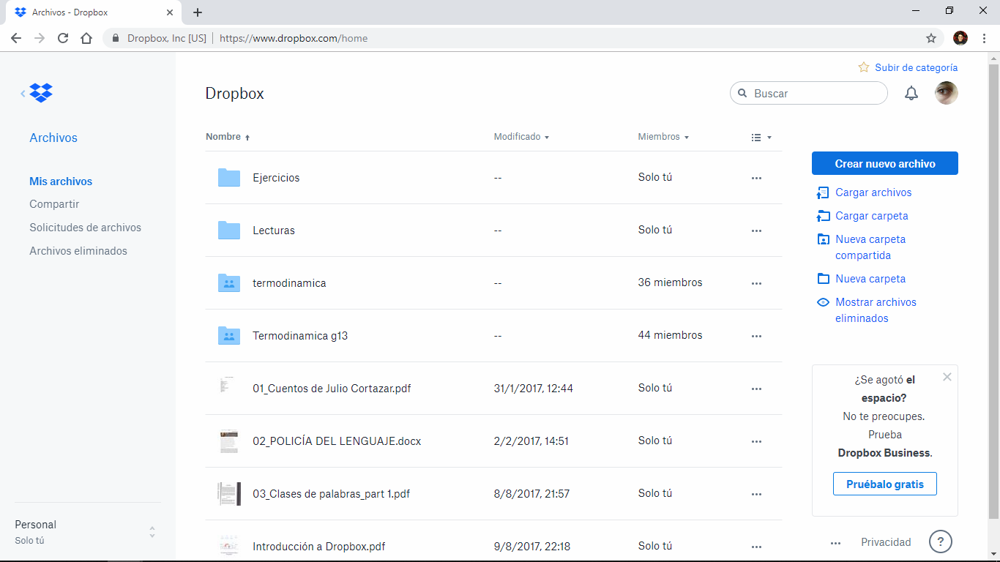 Archivos - Dropbox
Dropbox, Inc [US] | https://www.dropbox.com/home
Subir de categoría
Dropbox
Buscar
Archivos
Mis archivos
Compartir
Solicitudes de archivos
Archivos eliminados
Personal
Solo tú
Nombre Modificado Miembros
Ejercicios -- Solo tú
Lecturas -- Solo tú
termodinamica -- 36 miembros
Termodinamica g13 -- 44 miembros
01_Cuentos de Julio Cortazar.pdf 31/1/2017, 12:44 Solo tú
02_POLICÍA DEL LENGUAJE.docx 2/2/2017, 14:51 Solo tú
03_Clases de palabras_part 1.pdf 8/8/2017, 21:57 Solo tú
Introducción a Dropbox.pdf 9/8/2017, 22:18 Solo tú
Crear nuevo archivo
Cargar archivos
Cargar carpeta
Nueva carpeta
compartida
Nueva carpeta
Mostrar archivos
eliminados
¿Se agotó el
espacio?
No te preocupes.
Prueba
Dropbox Business.
Pruébalo gratis
Privacidad
?